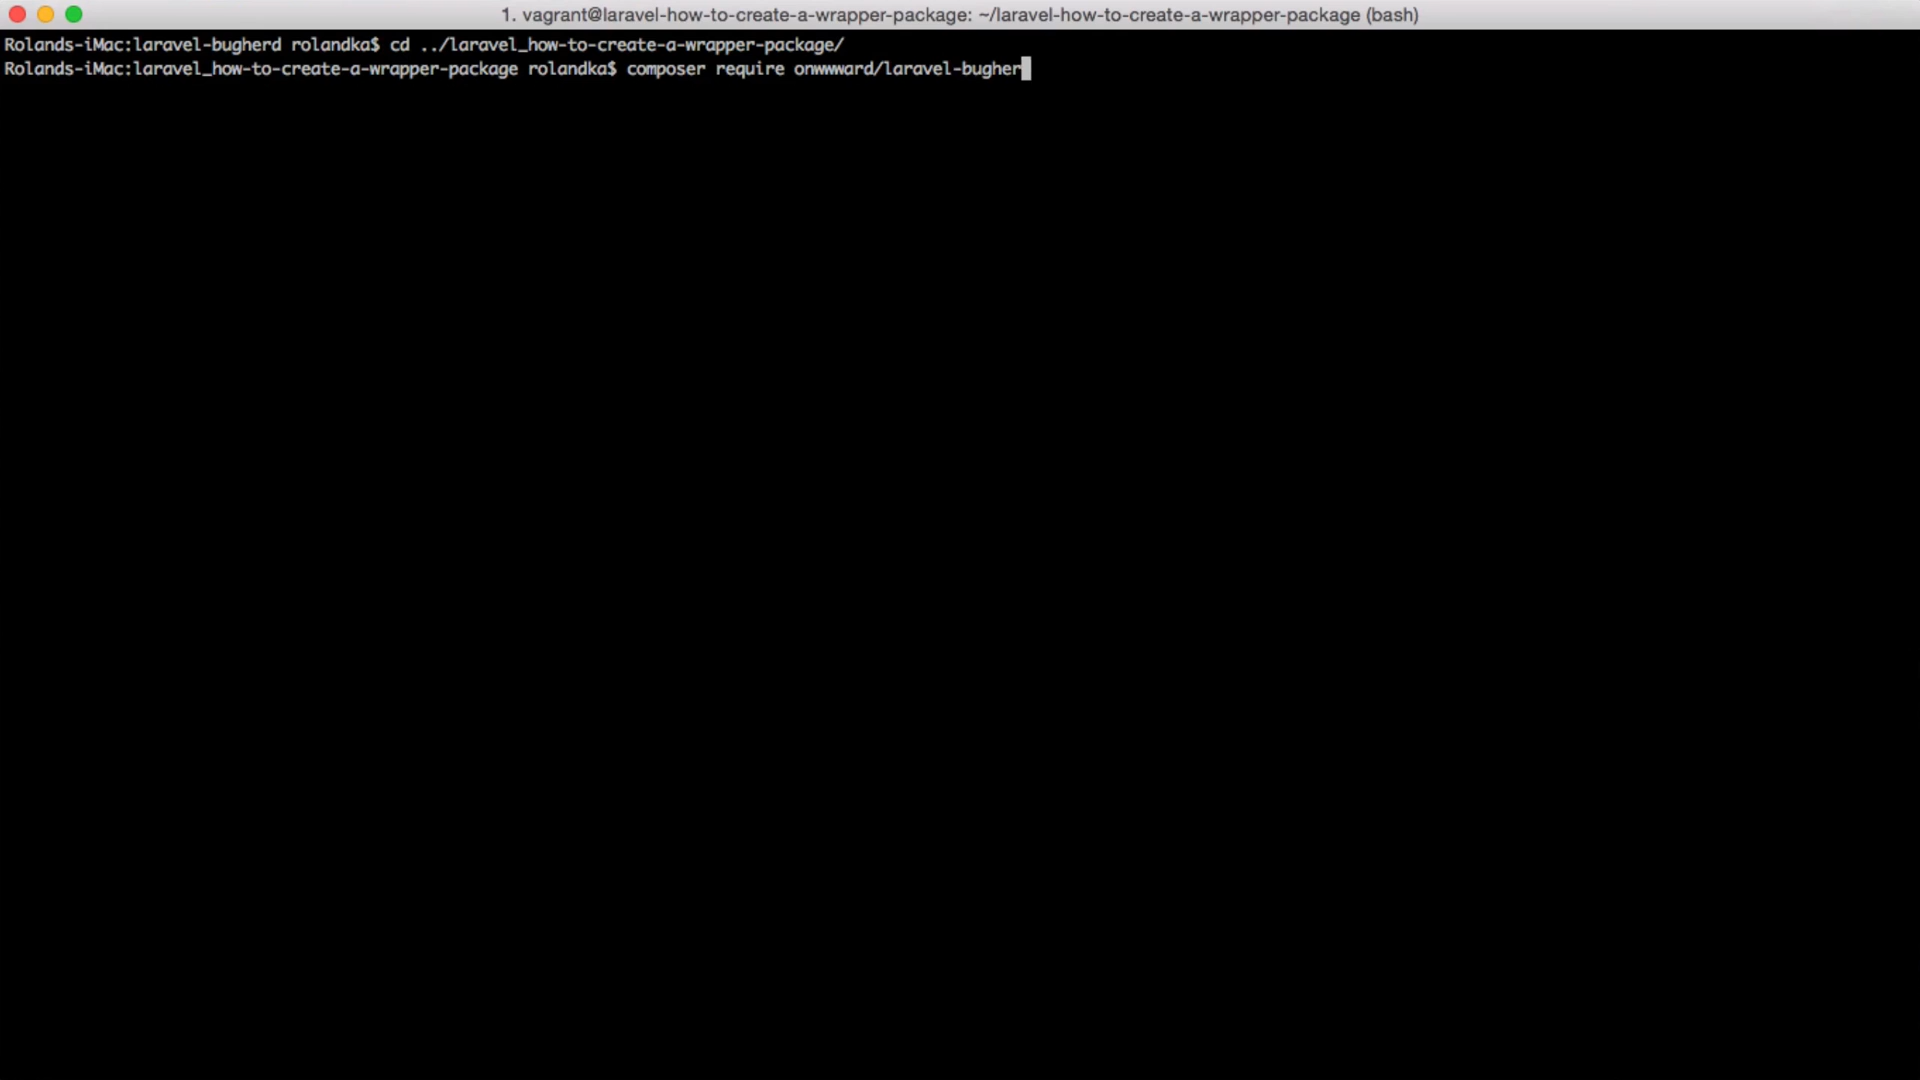 1. vagrant@laravel-how-to-create-a-wrapper-package: ~/laravel-how-to-create-a-wrapper-package (bash)
Rolands-iMac:laravel-bugherd rolandka$ cd ../laravel_how-to-create-a-wrapper-package/
Rolands-iMac:laravel_how-to-create-a-wrapper-package rolandka$ composer require onwwward/laravel-bugher